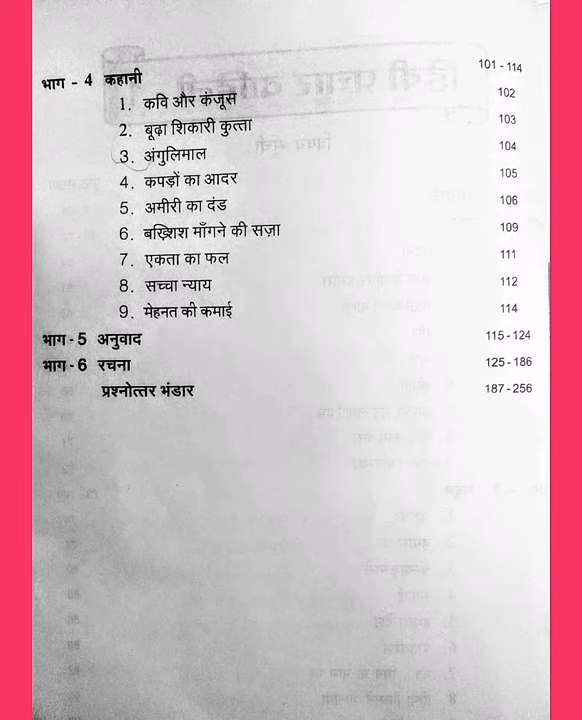 भाग - 4 कहानी 101 - 114
1. कवि और कंजूस 102
2. बूढ़ा शिकारी कुत्ता 103
3. अंगुलिमाल 104
4. कपड़ों का आदर 105
5. अमीरी का दंड 106
6. बख़्शिश माँगने की सज़ा 109
7. एकता का फल 111
8. सच्चा न्याय 112
9. मेहनत की कमाई 114
भाग - 5 अनुवाद 115 - 124
भाग - 6 रचना 125 - 186
प्रश्नोत्तर भंडार 187 - 256